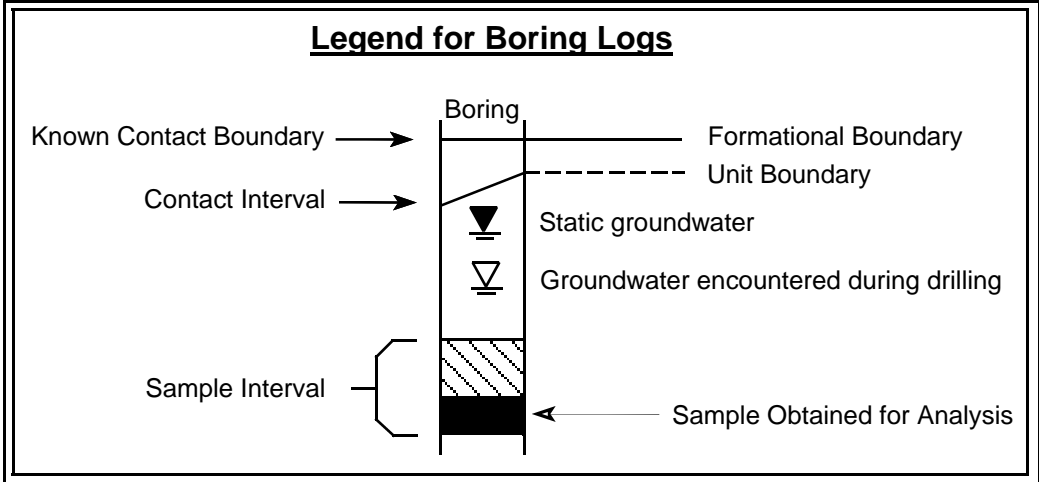 Legend for Boring Logs
Boring
Known Contact Boundary
Formational Boundary
Unit Boundary
Contact Interval
Static groundwater
Groundwater encountered during drilling
Sample Interval
Sample Obtained for Analysis